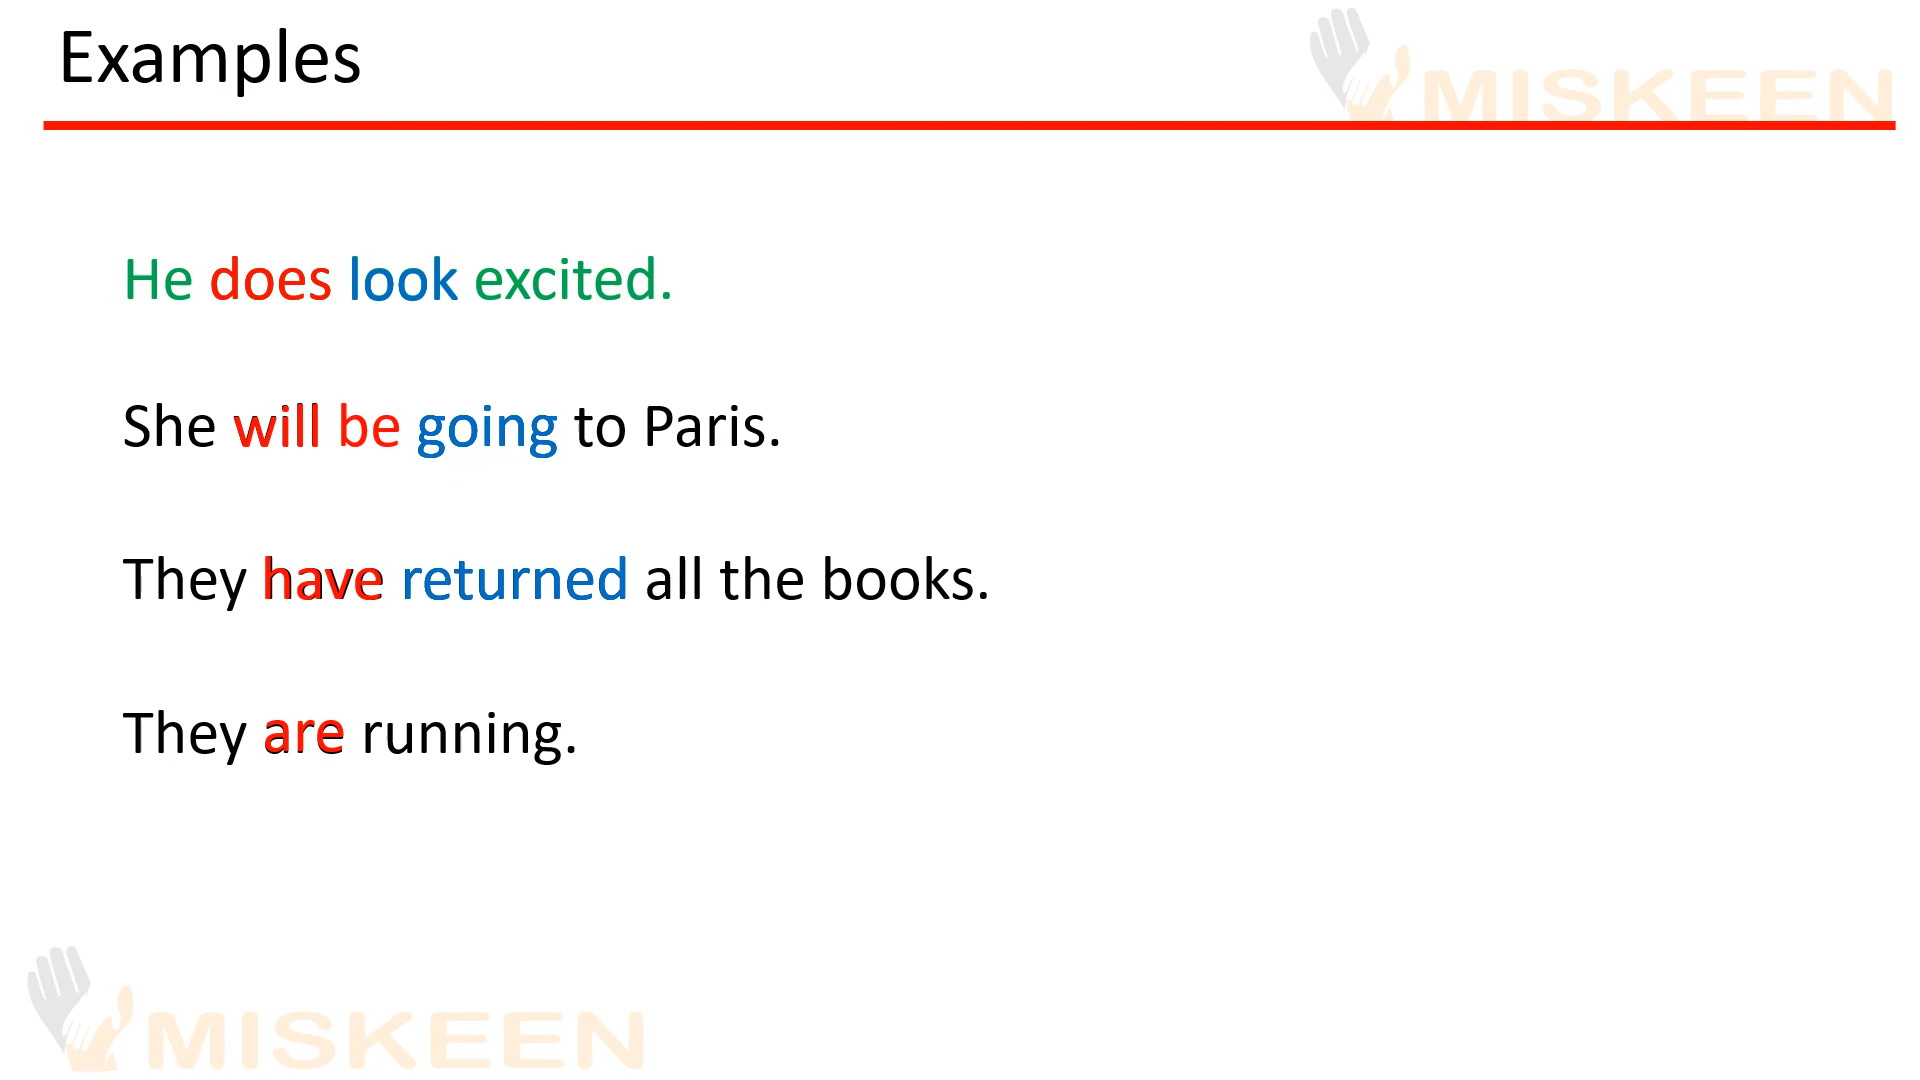 Examples
MISKEEN
He does look excited.
She will be going to Paris.
They have returned all the books.
They are running.
MISKEEN